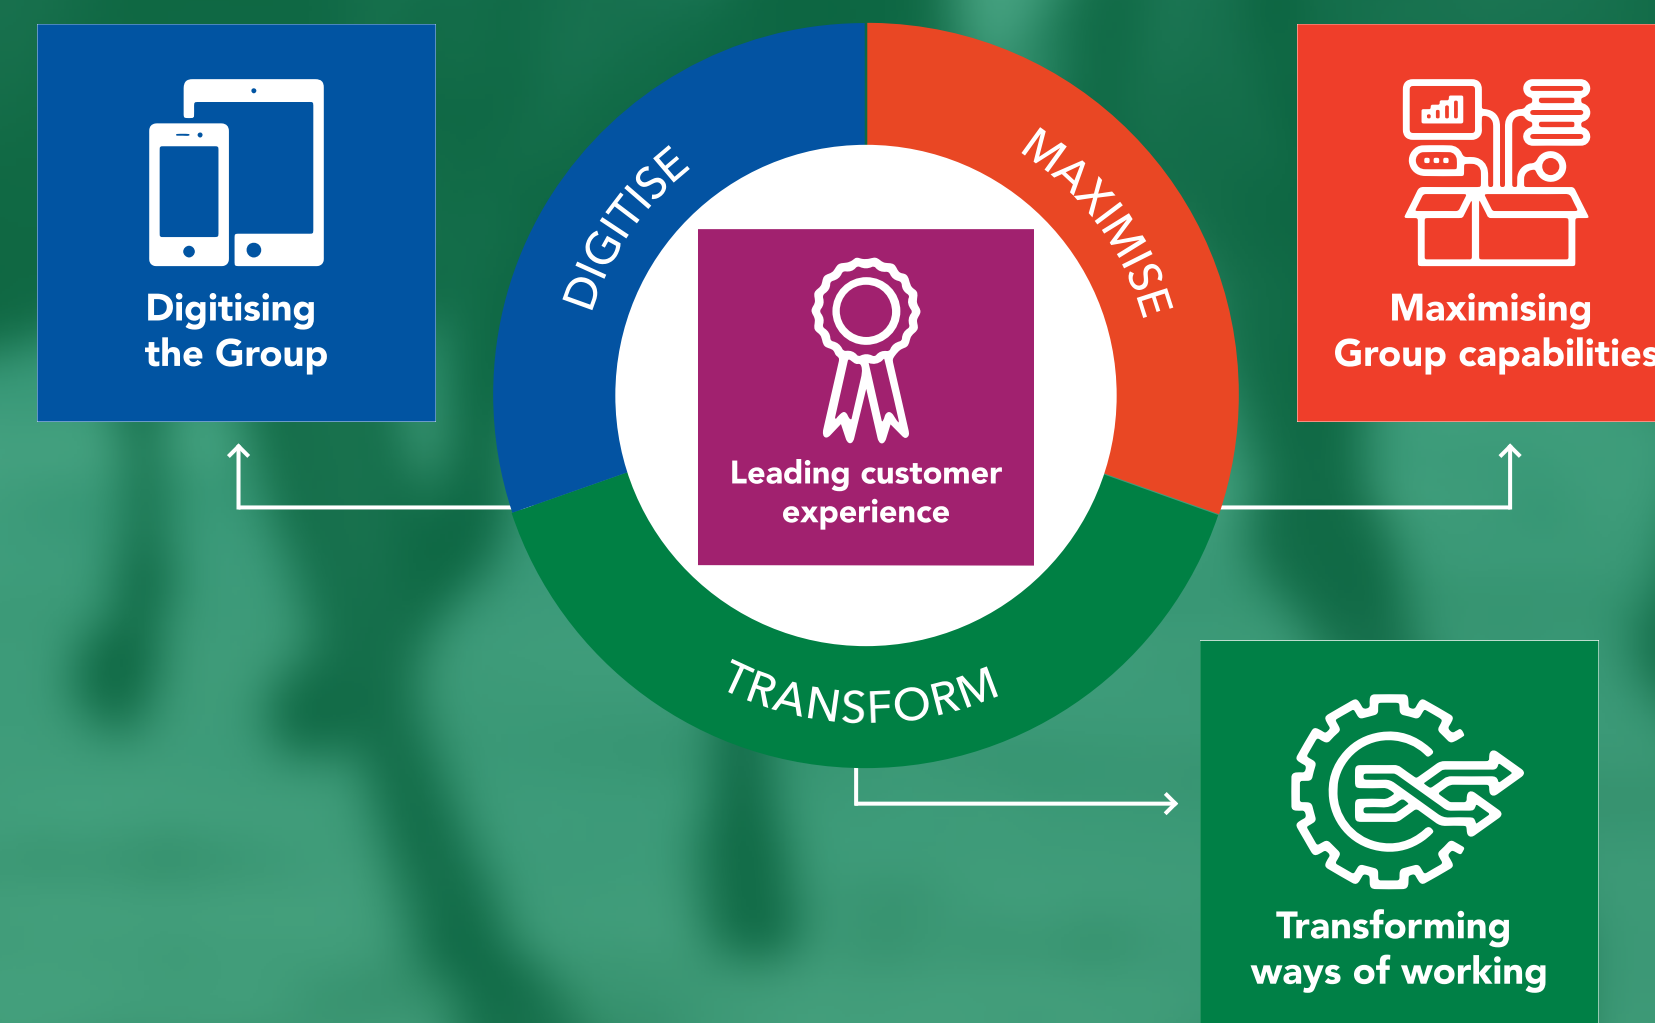 Digitising
the Group
DIGITISE
MAXIMISE
TRANSFORM
Leading customer
experience
Maximising
Group capabilities
Transforming
ways of working